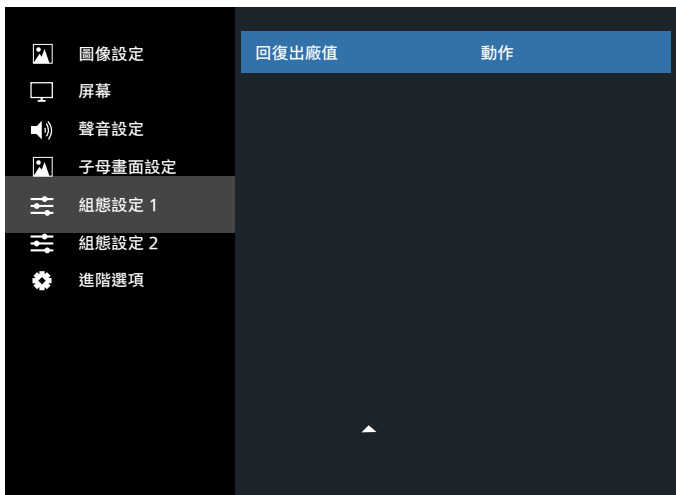 圖像設定
屏幕
聲音設定
子母畫面設定
組態設定 1
組態設定 2
進階選項
回復出廠值 動作